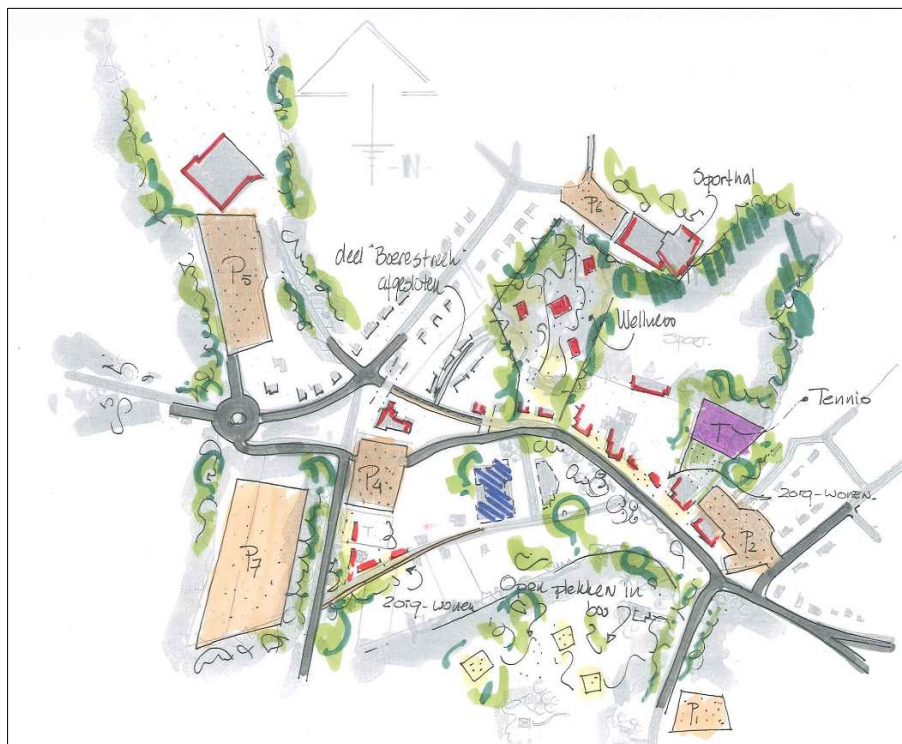 -N-
Sporthal
P6
deel "Boerestreek"
afgesloten
P5
Wellness
SPORT.
Tennis
T
P4
zorg-wonen
P2
T
P7
zorg-wonen
Open plekken in
bos
P1